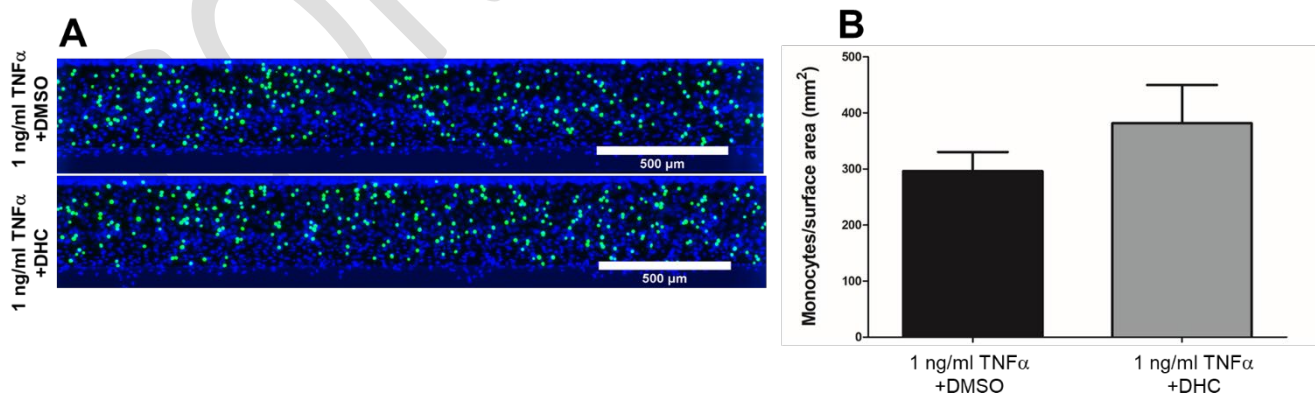 A
1 ng/ml TNFα
+DMSO
500 µm
1 ng/ml TNFα
+DHC
500 µm
B
Monocytes/surface area (mm²)
500
400
300
200
100
0
1 ng/ml TNFα
+DMSO
1 ng/ml TNFα
+DHC